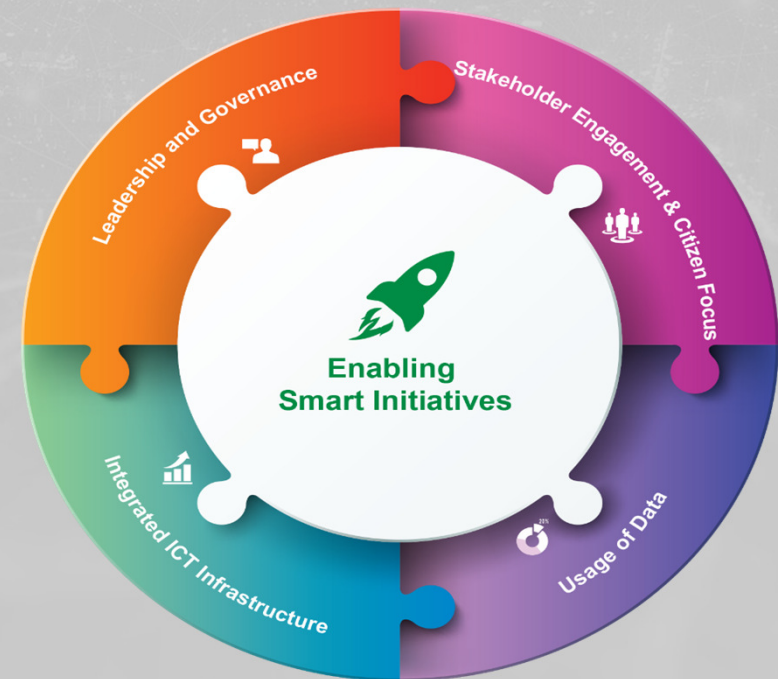 Leadership and Governance
Stakeholder Engagement & Citizen Focus
Enabling
Smart Initiatives
Integrated ICT Infrastructure
Usage of Data